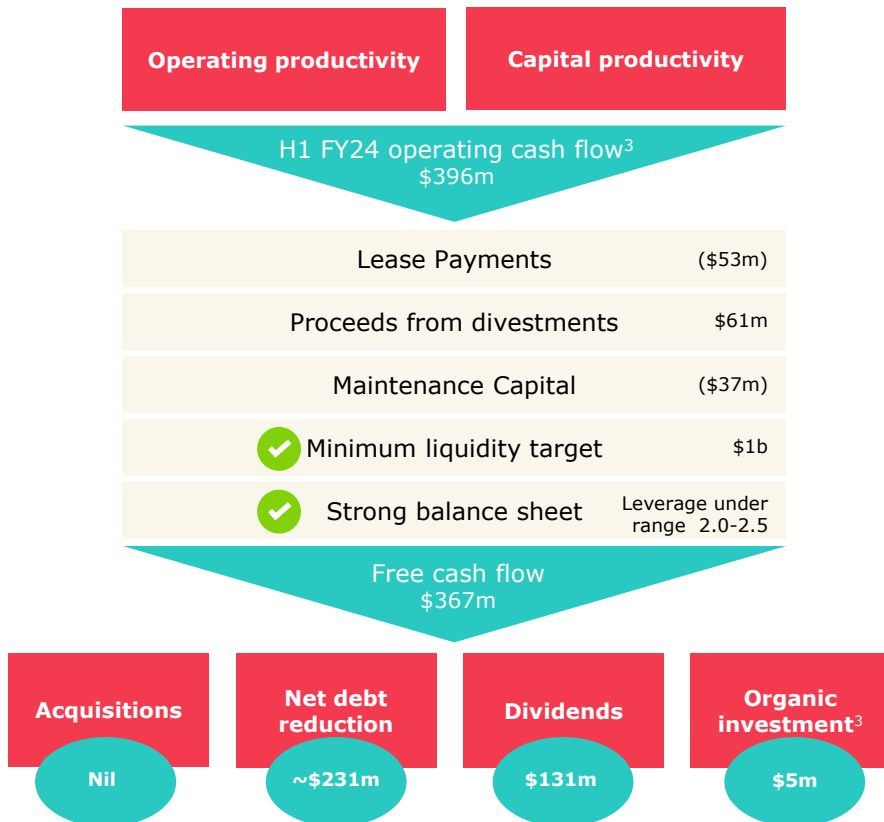 Operating productivity
Capital productivity
H1 FY24 operating cash flow³
$396m
Lease Payments ($53m)
Proceeds from divestments $61m
Maintenance Capital ($37m)
Minimum liquidity target $1b
Strong balance sheet
Leverage under
range 2.0-2.5
Free cash flow
$367m
Acquisitions
Nil
Net debt
reduction
~$231m
Dividends
$131m
Organic
investment³
$5m